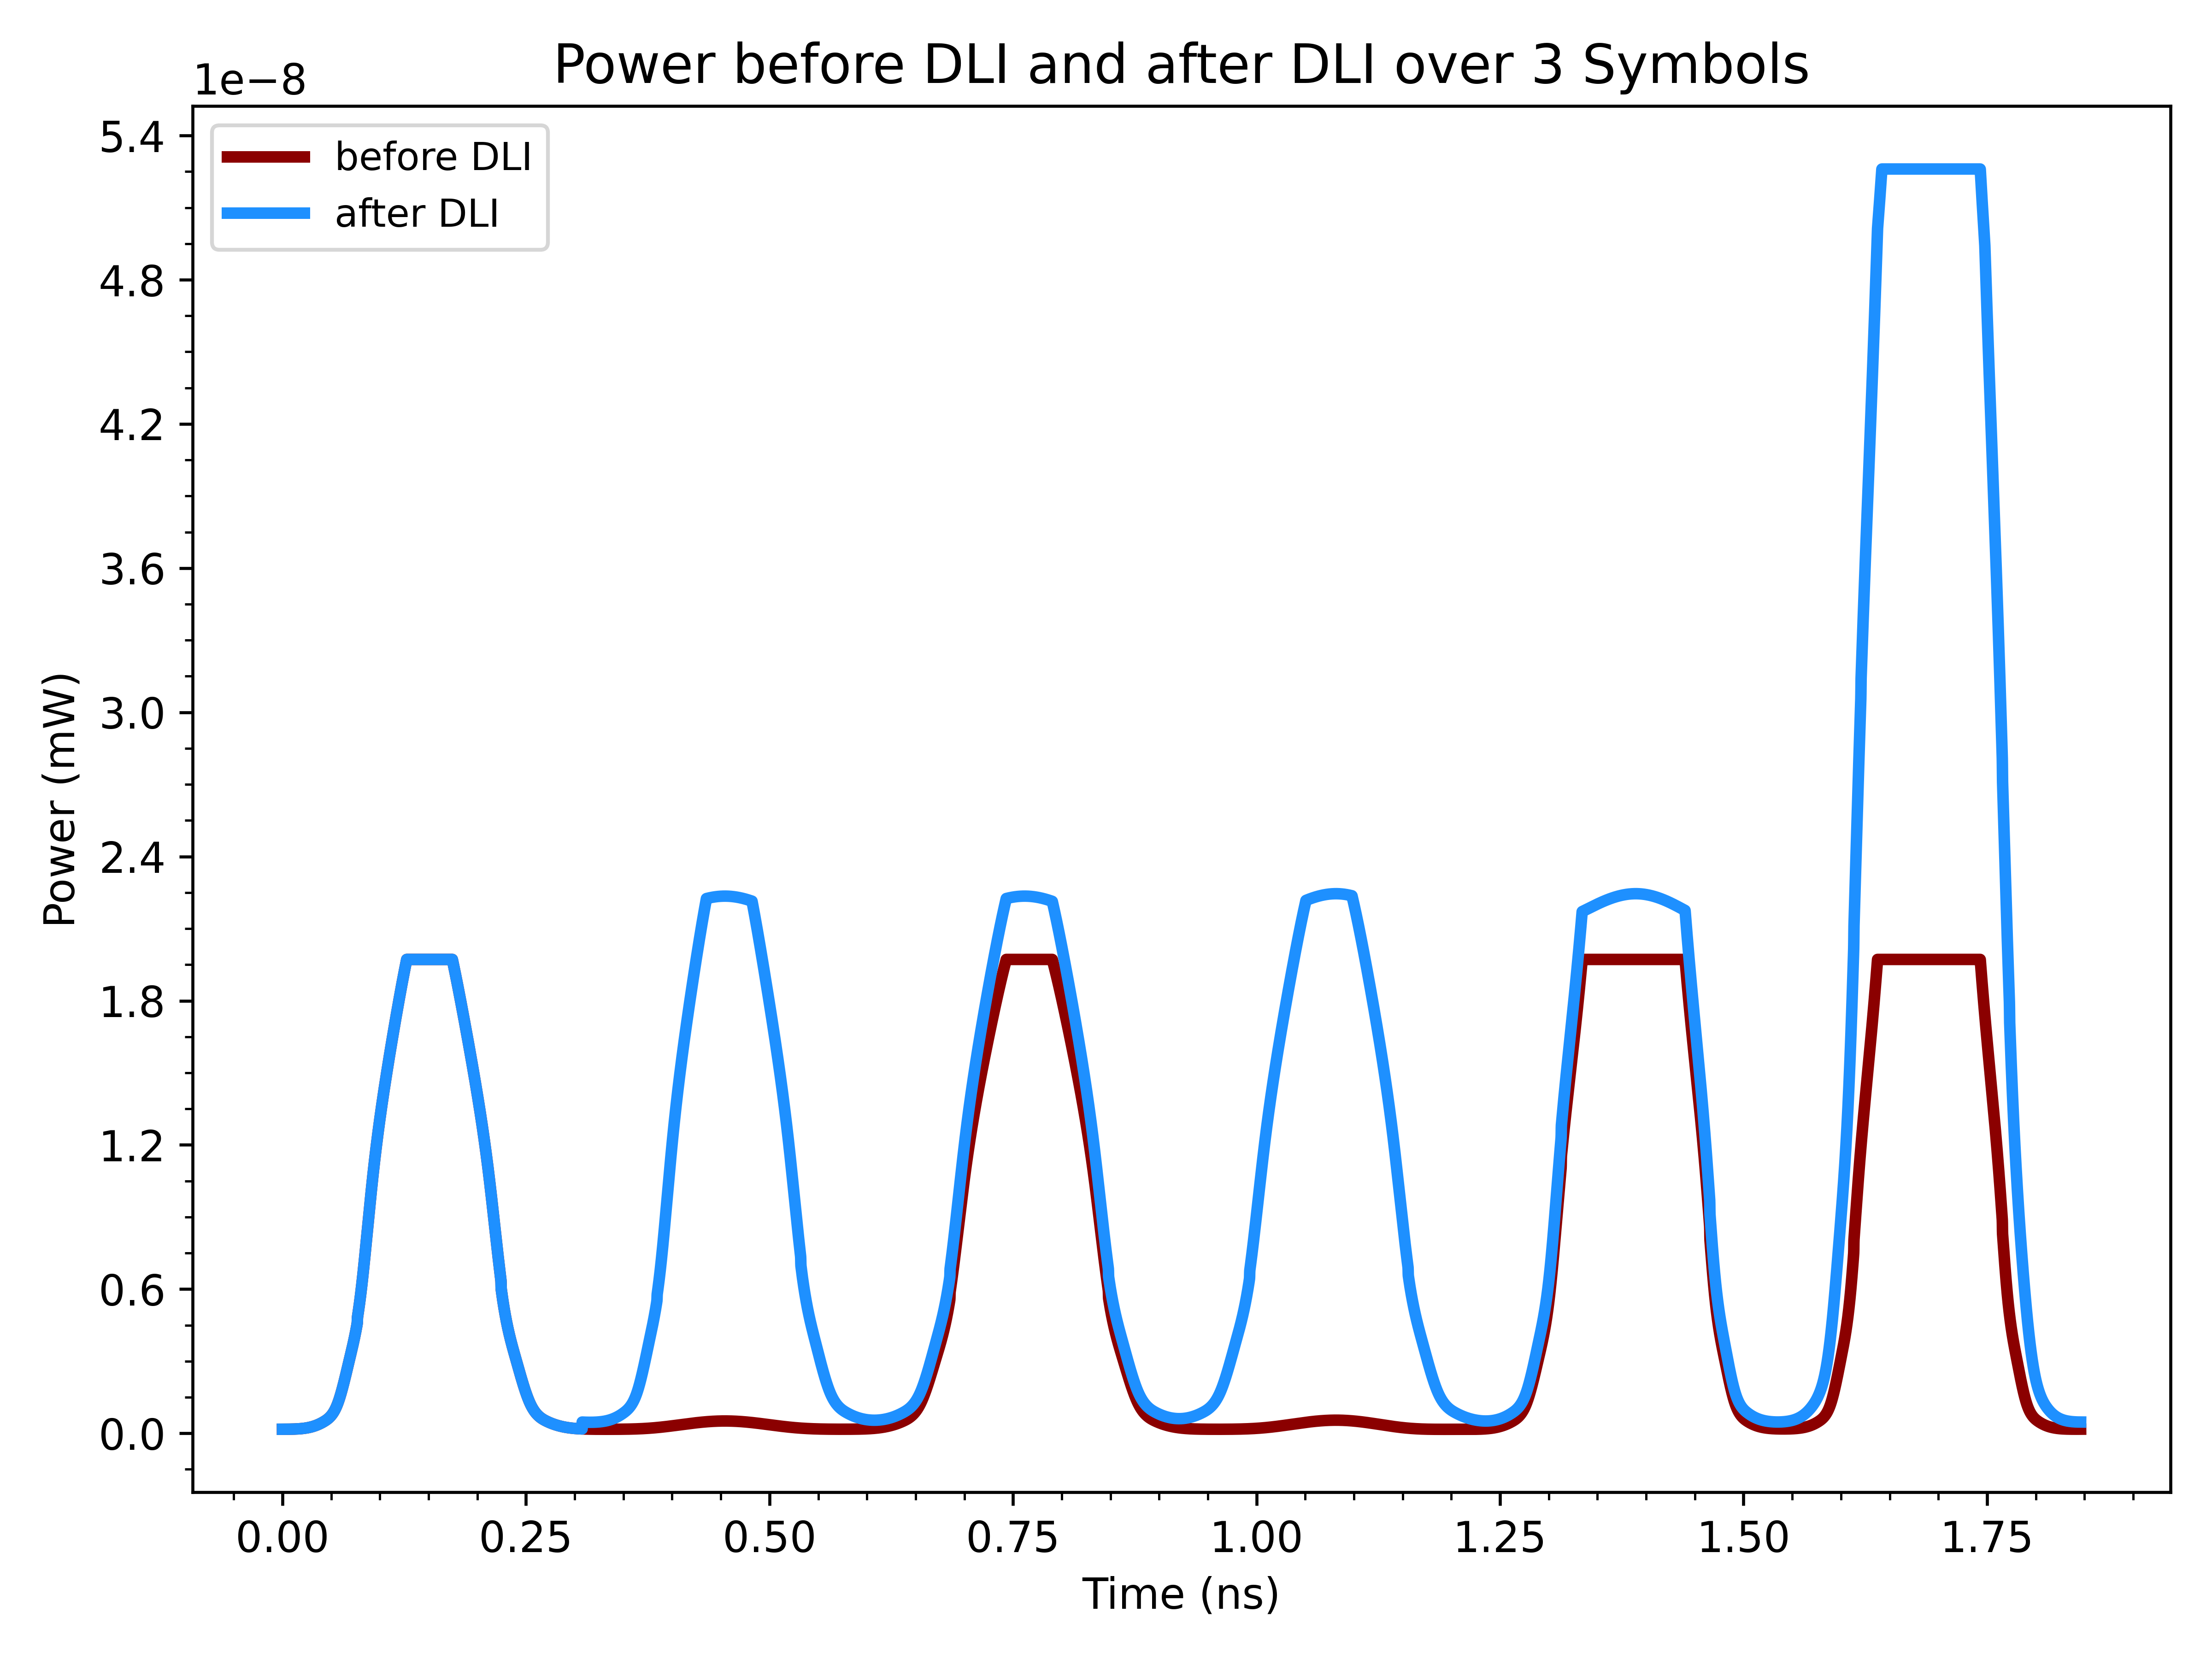 Power before DLI and after DLI over 3 Symbols
1e−8
before DLI
after DLI
5.4
4.8
4.2
3.6
3.0
2.4
1.8
1.2
0.6
0.0
Power (mW)
0.00 0.25 0.50 0.75 1.00 1.25 1.50 1.75
Time (ns)